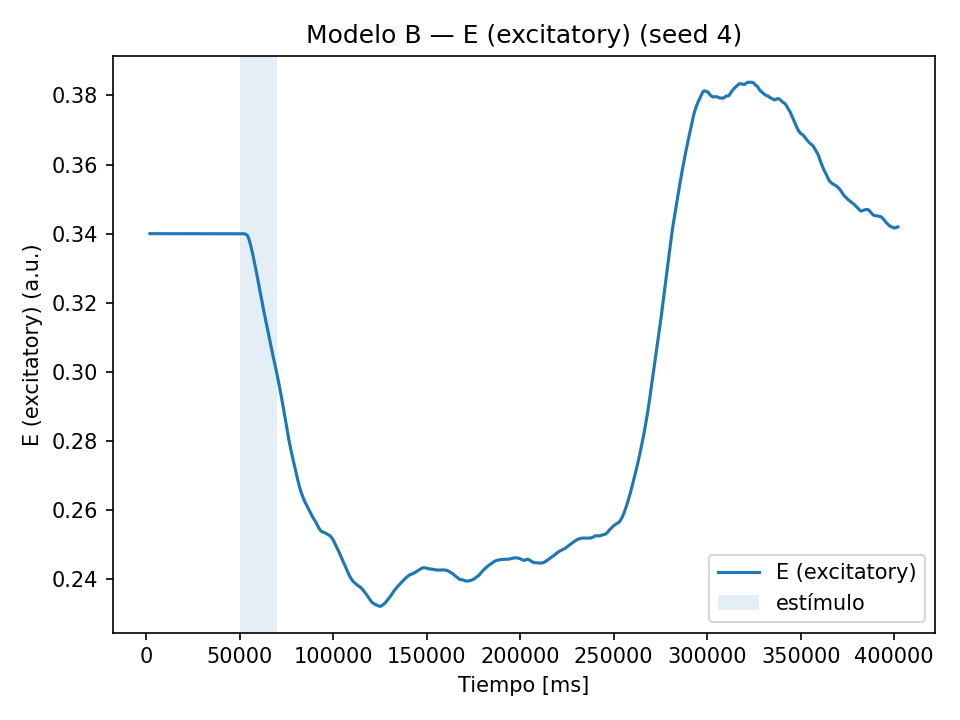 Modelo B — E (excitatory) (seed 4)
E (excitatory) (a.u.)
0.38
0.36
0.34
0.32
0.30
0.28
0.26
0.24
E (excitatory)
estímulo
0 50000 100000 150000 200000 250000 300000 350000 400000
Tiempo [ms]